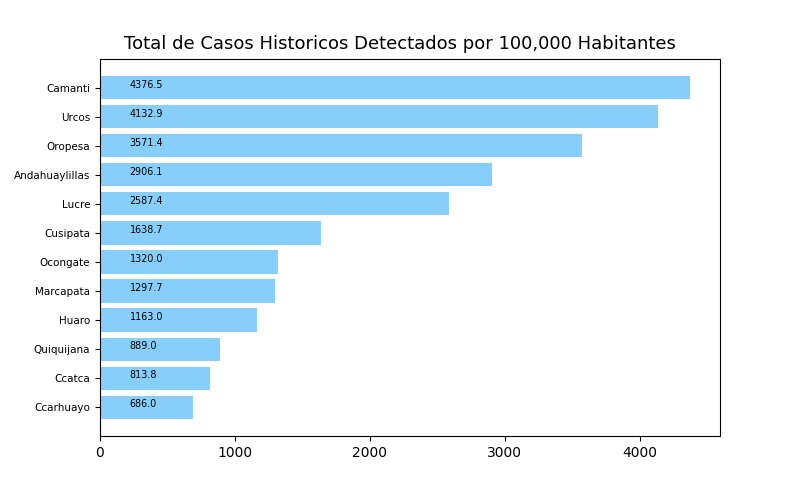 Total de Casos Historicos Detectados por 100,000 Habitantes
Camanti 4376.5
Urcos 4132.9
Oropesa 3571.4
Andahuaylillas 2906.1
Lucre 2587.4
Cusipata 1638.7
Ocongate 1320.0
Marcapata 1297.7
Huaro 1163.0
Quiquijana 889.0
Ccatca 813.8
Ccarhuayo 686.0
0 1000 2000 3000 4000